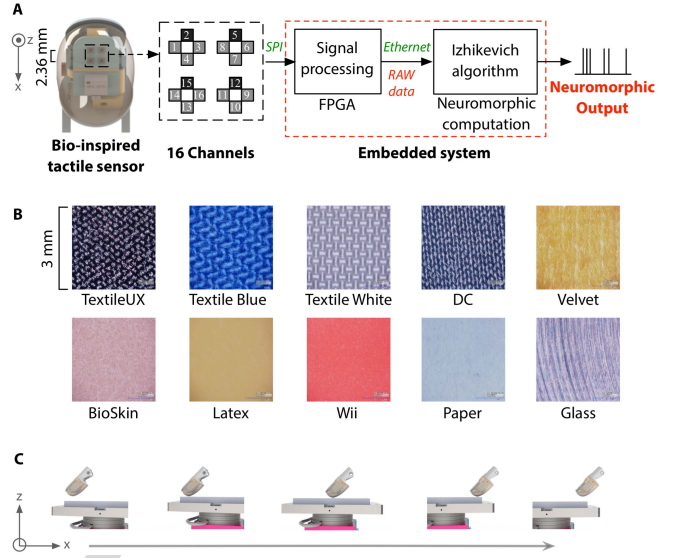 A
z
x
2.36 mm
Bio-inspired
tactile sensor
2
1 3
4
5
8 6
7
15
14 16
13
12
9 11
10
16 Channels
SPI
Signal
processing
FPGA
Ethernet
RAW
data
Izhikevich
algorithm
Neuromorphic
computation
Embedded system
Neuromorphic
Output
B
3 mm
TextileUX
Textile Blue
Textile White
DC
Velvet
BioSkin
Latex
Wii
Paper
Glass
C
z
x